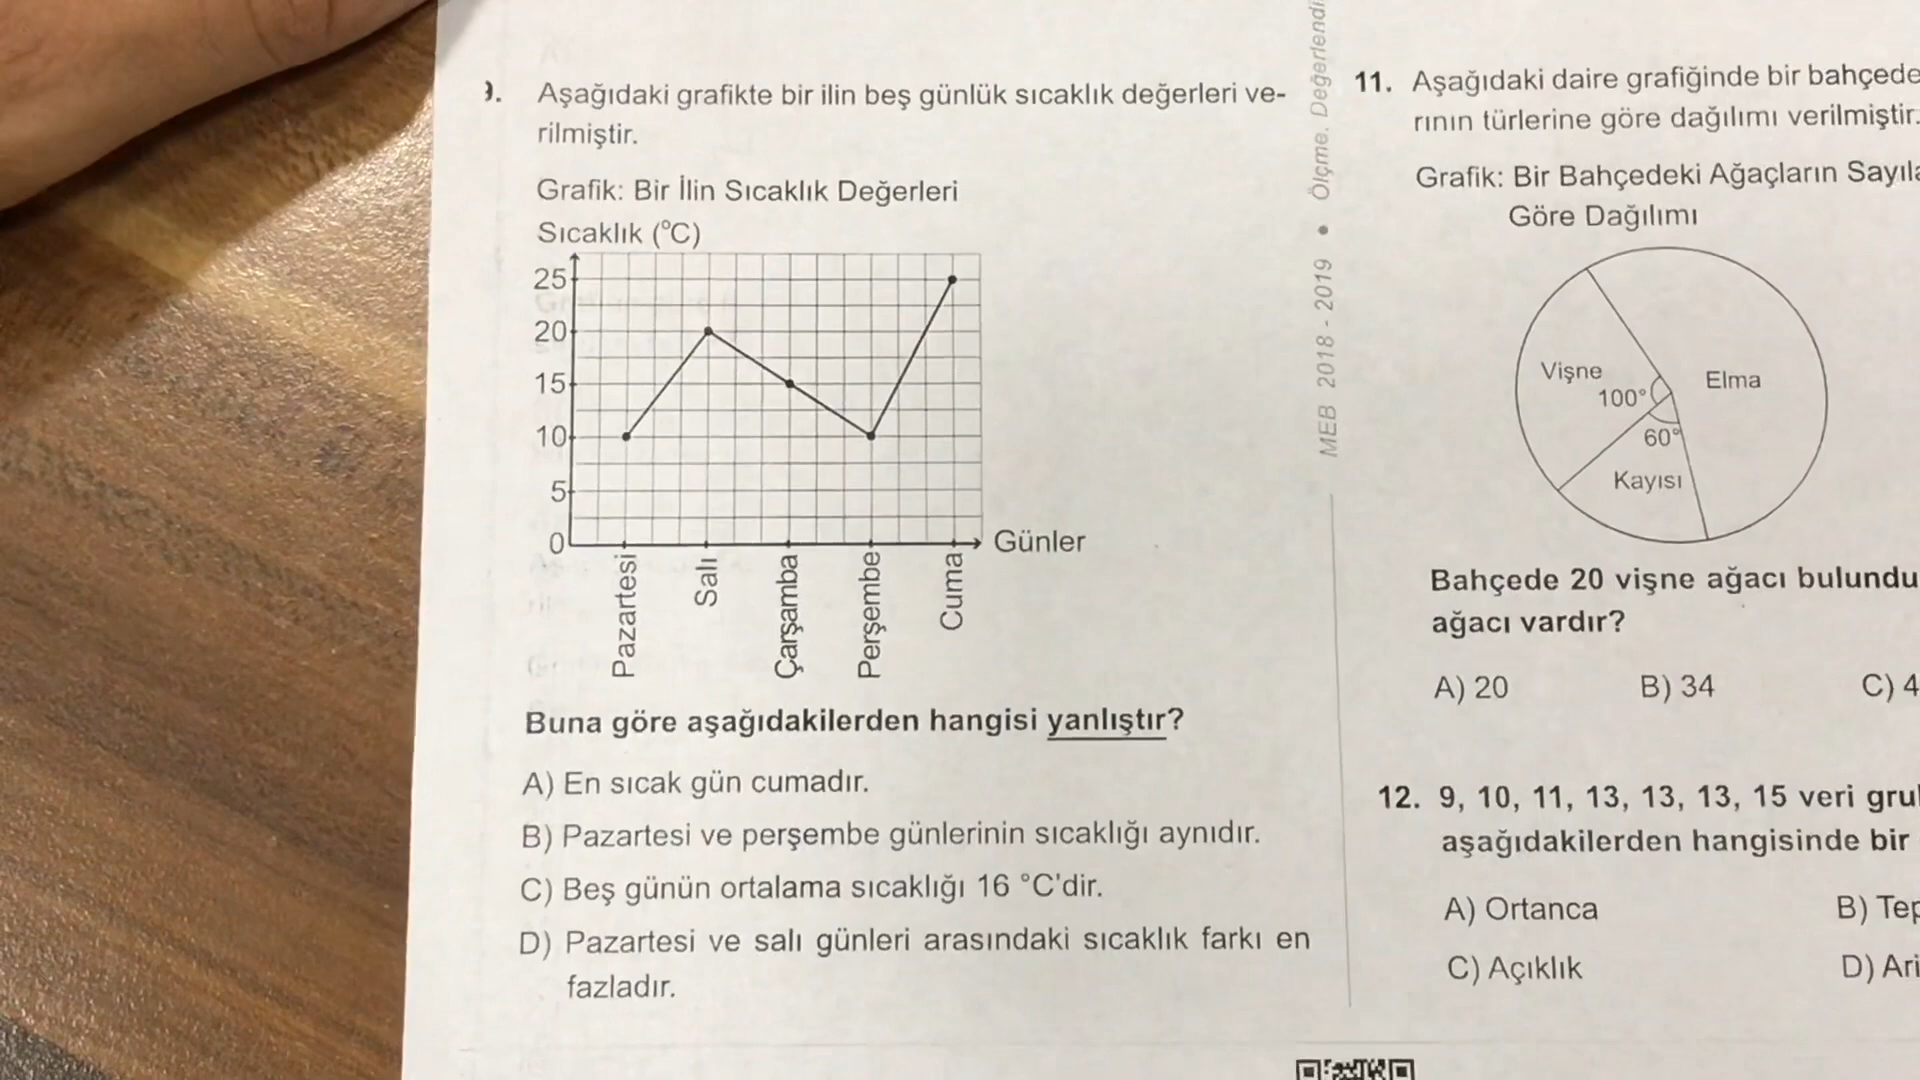 Aşağıdaki grafikte bir ilin beş günlük sıcaklık değerleri ve-
rilmiştir.
Grafik: Bir İlin Sıcaklık Değerleri
Sıcaklık (°C)
25
20
15
10
5
0
Günler
Pazartesi
Salı
Çarşamba
Perşembe
Cuma
Buna göre aşağıdakilerden hangisi yanlıştır?
A) En sıcak gün cumadır.
B) Pazartesi ve perşembe günlerinin sıcaklığı aynıdır.
C) Beş günün ortalama sıcaklığı 16 °C'dir.
D) Pazartesi ve salı günleri arasındaki sıcaklık farkı en
fazladır.
MEB 2018 - 2019 • Ölçme, Değerlendi
11. Aşağıdaki daire grafiğinde bir bahçede
rının türlerine göre dağılımı verilmiştir.
Grafik: Bir Bahçedeki Ağaçların Sayıla
Göre Dağılımı
Vişne
100°
Elma
60°
Kayısı
Bahçede 20 vişne ağacı bulundu
ağacı vardır?
A) 20 B) 34 C) 4
12. 9, 10, 11, 13, 13, 13, 15 veri gru
aşağıdakilerden hangisinde bir
A) Ortanca B) Tep
C) Açıklık D) Ari